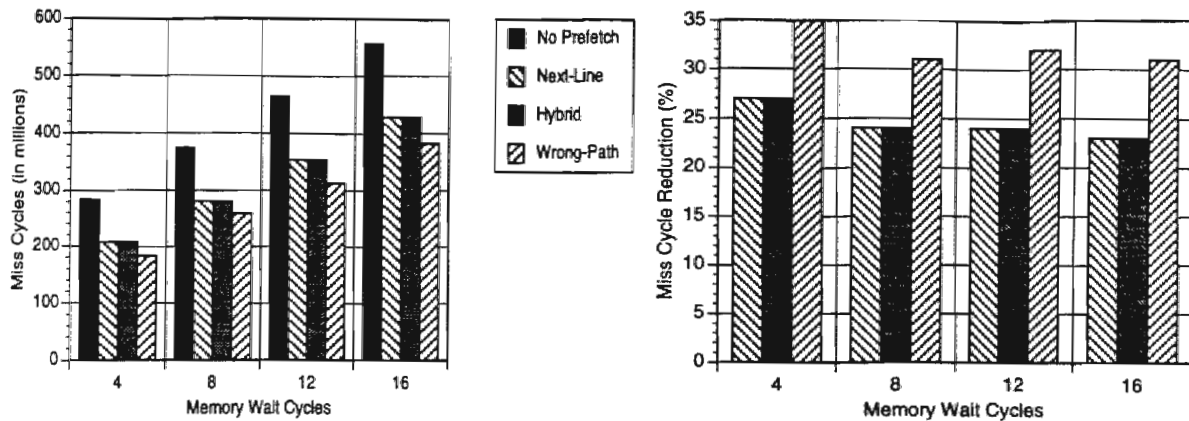 600
500
400
300
200
100
0
Miss Cycles (in millions)
4 8 12 16
Memory Wait Cycles
No Prefetch
Next-Line
Hybrid
Wrong-Path
35
30
25
20
15
10
5
0
Miss Cycle Reduction (%)
4 8 12 16
Memory Wait Cycles